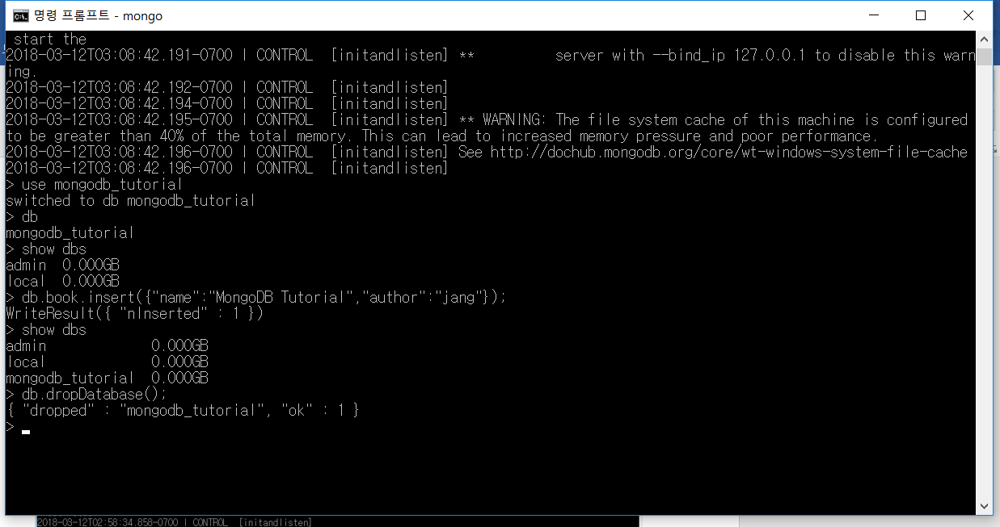 명령 프롬프트 - mongo
start the
2018-03-12T03:08:42.191-0700 I CONTROL  [initandlisten] **          server with --bind_ip 127.0.0.1 to disable this warn
ing.
2018-03-12T03:08:42.192-0700 I CONTROL  [initandlisten]
2018-03-12T03:08:42.194-0700 I CONTROL  [initandlisten]
2018-03-12T03:08:42.195-0700 I CONTROL  [initandlisten] ** WARNING: The file system cache of this machine is configured
to be greater than 40% of the total memory. This can lead to increased memory pressure and poor performance.
2018-03-12T03:08:42.196-0700 I CONTROL  [initandlisten] See http://dochub.mongodb.org/core/wt-windows-system-file-cache
2018-03-12T03:08:42.196-0700 I CONTROL  [initandlisten]
> use mongodb_tutorial
switched to db mongodb_tutorial
> db
mongodb_tutorial
> show dbs
admin  0.000GB
local  0.000GB
> db.book.insert({"name":"MongoDB Tutorial","author":"jang"});
WriteResult({ "nInserted" : 1 })
> show dbs
admin             0.000GB
local             0.000GB
mongodb_tutorial  0.000GB
> db.dropDatabase();
{ "dropped" : "mongodb_tutorial", "ok" : 1 }
>
2018-03-12T02:58:34.858-0700 I CONTROL  [initandlisten]